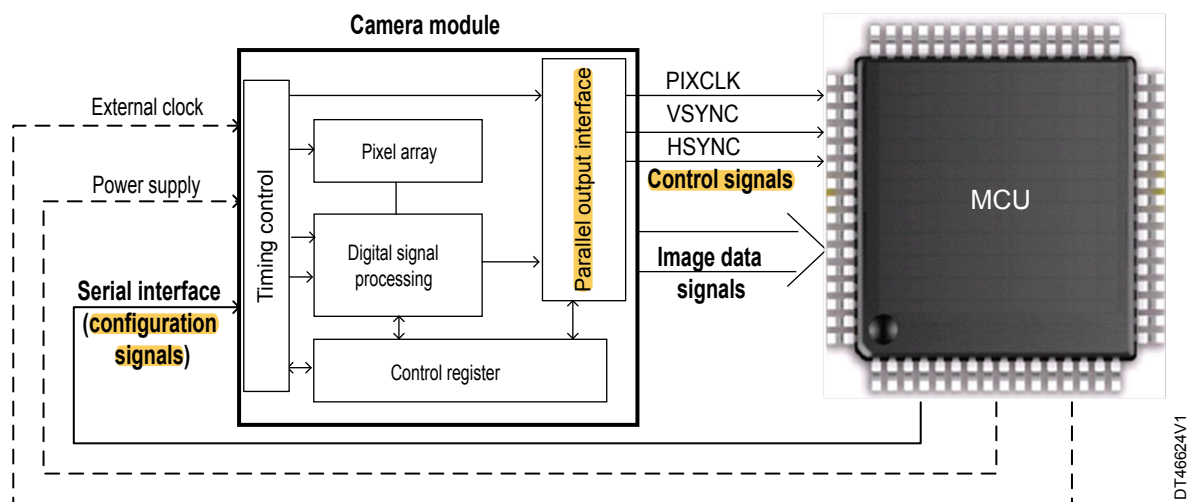 Camera module
External clock
Power supply
Serial interface
(configuration
signals)
Timing control
Pixel array
Digital signal
processing
Control register
Parallel output interface
PIXCLK
VSYNC
HSYNC
Control signals
Image data
signals
MCU
DT46624V1